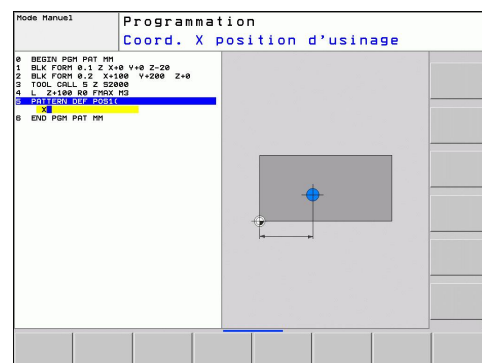 Mode Manuel
Programmation
Coord. X position d'usinage
0 BEGIN PGM PAT MM
1 BLK FORM 0.1 Z X+0 Y+0 Z-20
2 BLK FORM 0.2 X+100 Y+200 Z+0
3 TOOL CALL 5 Z S2000
4 L Z+100 R0 FMAX M3
5 PATTERN DEF POS1(
X
6 END PGM PAT MM